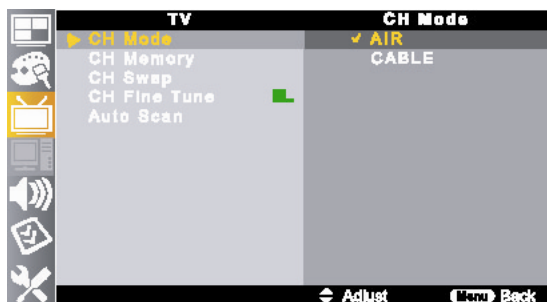 TV
CH Mode
CH Memory
CH Swap
CH Fine Tune
Auto Scan
CH Mode
AIR
CABLE
Adjust
Menu Back